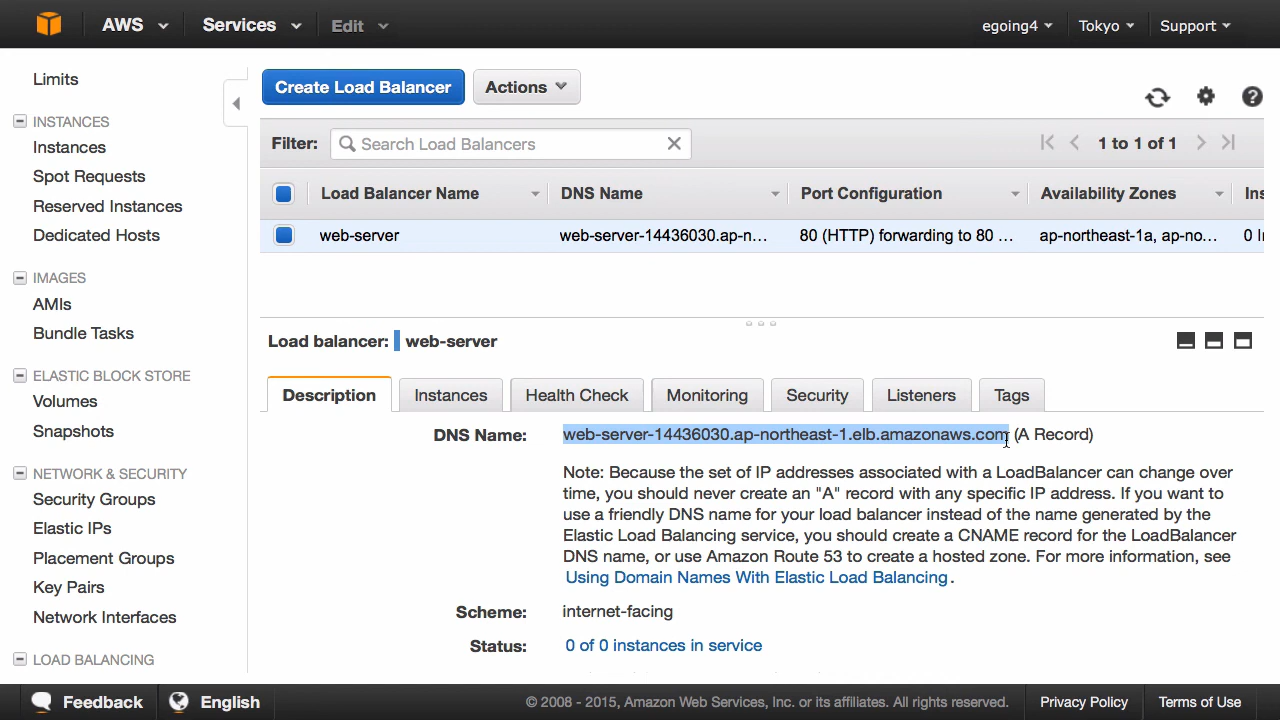 AWS Services Edit egoing4 Tokyo Support
Limits
INSTANCES
Instances
Spot Requests
Reserved Instances
Dedicated Hosts
IMAGES
AMIs
Bundle Tasks
ELASTIC BLOCK STORE
Volumes
Snapshots
NETWORK & SECURITY
Security Groups
Elastic IPs
Placement Groups
Key Pairs
Network Interfaces
LOAD BALANCING
Create Load Balancer Actions
Filter: Search Load Balancers 1 to 1 of 1
Load Balancer Name DNS Name Port Configuration Availability Zones Ins
web-server web-server-14436030.ap-n... 80 (HTTP) forwarding to 80 ... ap-northeast-1a, ap-no... 0 I
Load balancer: web-server
Description Instances Health Check Monitoring Security Listeners Tags
DNS Name: web-server-14436030.ap-northeast-1.elb.amazonaws.com (A Record)
Note: Because the set of IP addresses associated with a LoadBalancer can change over
time, you should never create an "A" record with any specific IP address. If you want to
use a friendly DNS name for your load balancer instead of the name generated by the
Elastic Load Balancing service, you should create a CNAME record for the LoadBalancer
DNS name, or use Amazon Route 53 to create a hosted zone. For more information, see
Using Domain Names With Elastic Load Balancing.
Scheme: internet-facing
Status: 0 of 0 instances in service
Feedback English © 2008 - 2015, Amazon Web Services, Inc. or its affiliates. All rights reserved. Privacy Policy Terms of Use